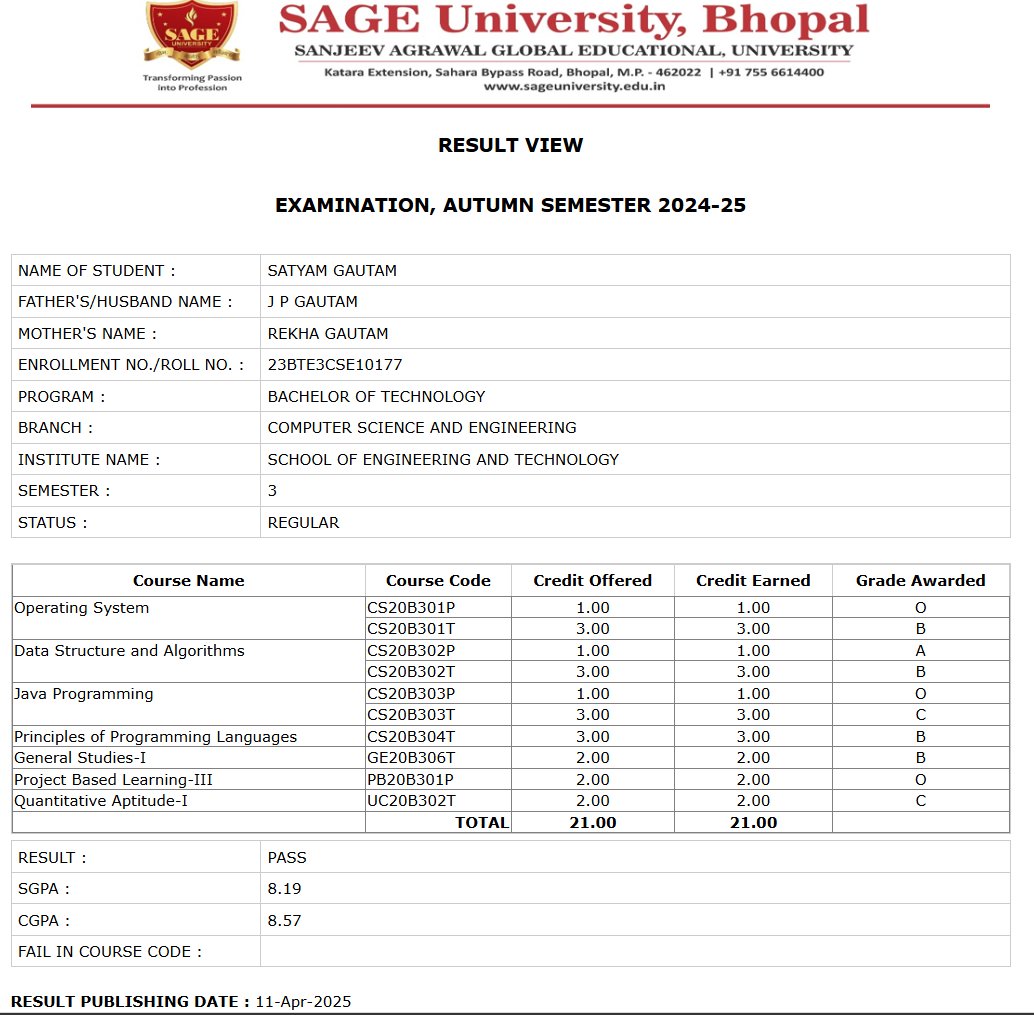 SAGE
UNIVERSITY
Transforming Passion
into Profession
SAGE University, Bhopal
SANJEEV AGRAWAL GLOBAL EDUCATIONAL, UNIVERSITY
Katara Extension, Sahara Bypass Road, Bhopal, M.P. - 462022 | +91 755 6614400
www.sageuniversity.edu.in
RESULT VIEW
EXAMINATION, AUTUMN SEMESTER 2024-25
NAME OF STUDENT : SATYAM GAUTAM
FATHER'S/HUSBAND NAME : J P GAUTAM
MOTHER'S NAME : REKHA GAUTAM
ENROLLMENT NO./ROLL NO. : 23BTE3CSE10177
PROGRAM : BACHELOR OF TECHNOLOGY
BRANCH : COMPUTER SCIENCE AND ENGINEERING
INSTITUTE NAME : SCHOOL OF ENGINEERING AND TECHNOLOGY
SEMESTER : 3
STATUS : REGULAR
Course Name Course Code Credit Offered Credit Earned Grade Awarded
Operating System CS20B301P 1.00 1.00 O
CS20B301T 3.00 3.00 B
Data Structure and Algorithms CS20B302P 1.00 1.00 A
CS20B302T 3.00 3.00 B
Java Programming CS20B303P 1.00 1.00 O
CS20B303T 3.00 3.00 C
Principles of Programming Languages CS20B304T 3.00 3.00 B
General Studies-I GE20B306T 2.00 2.00 B
Project Based Learning-III PB20B301P 2.00 2.00 O
Quantitative Aptitude-I UC20B302T 2.00 2.00 C
TOTAL 21.00 21.00
RESULT : PASS
SGPA : 8.19
CGPA : 8.57
FAIL IN COURSE CODE :
RESULT PUBLISHING DATE : 11-Apr-2025